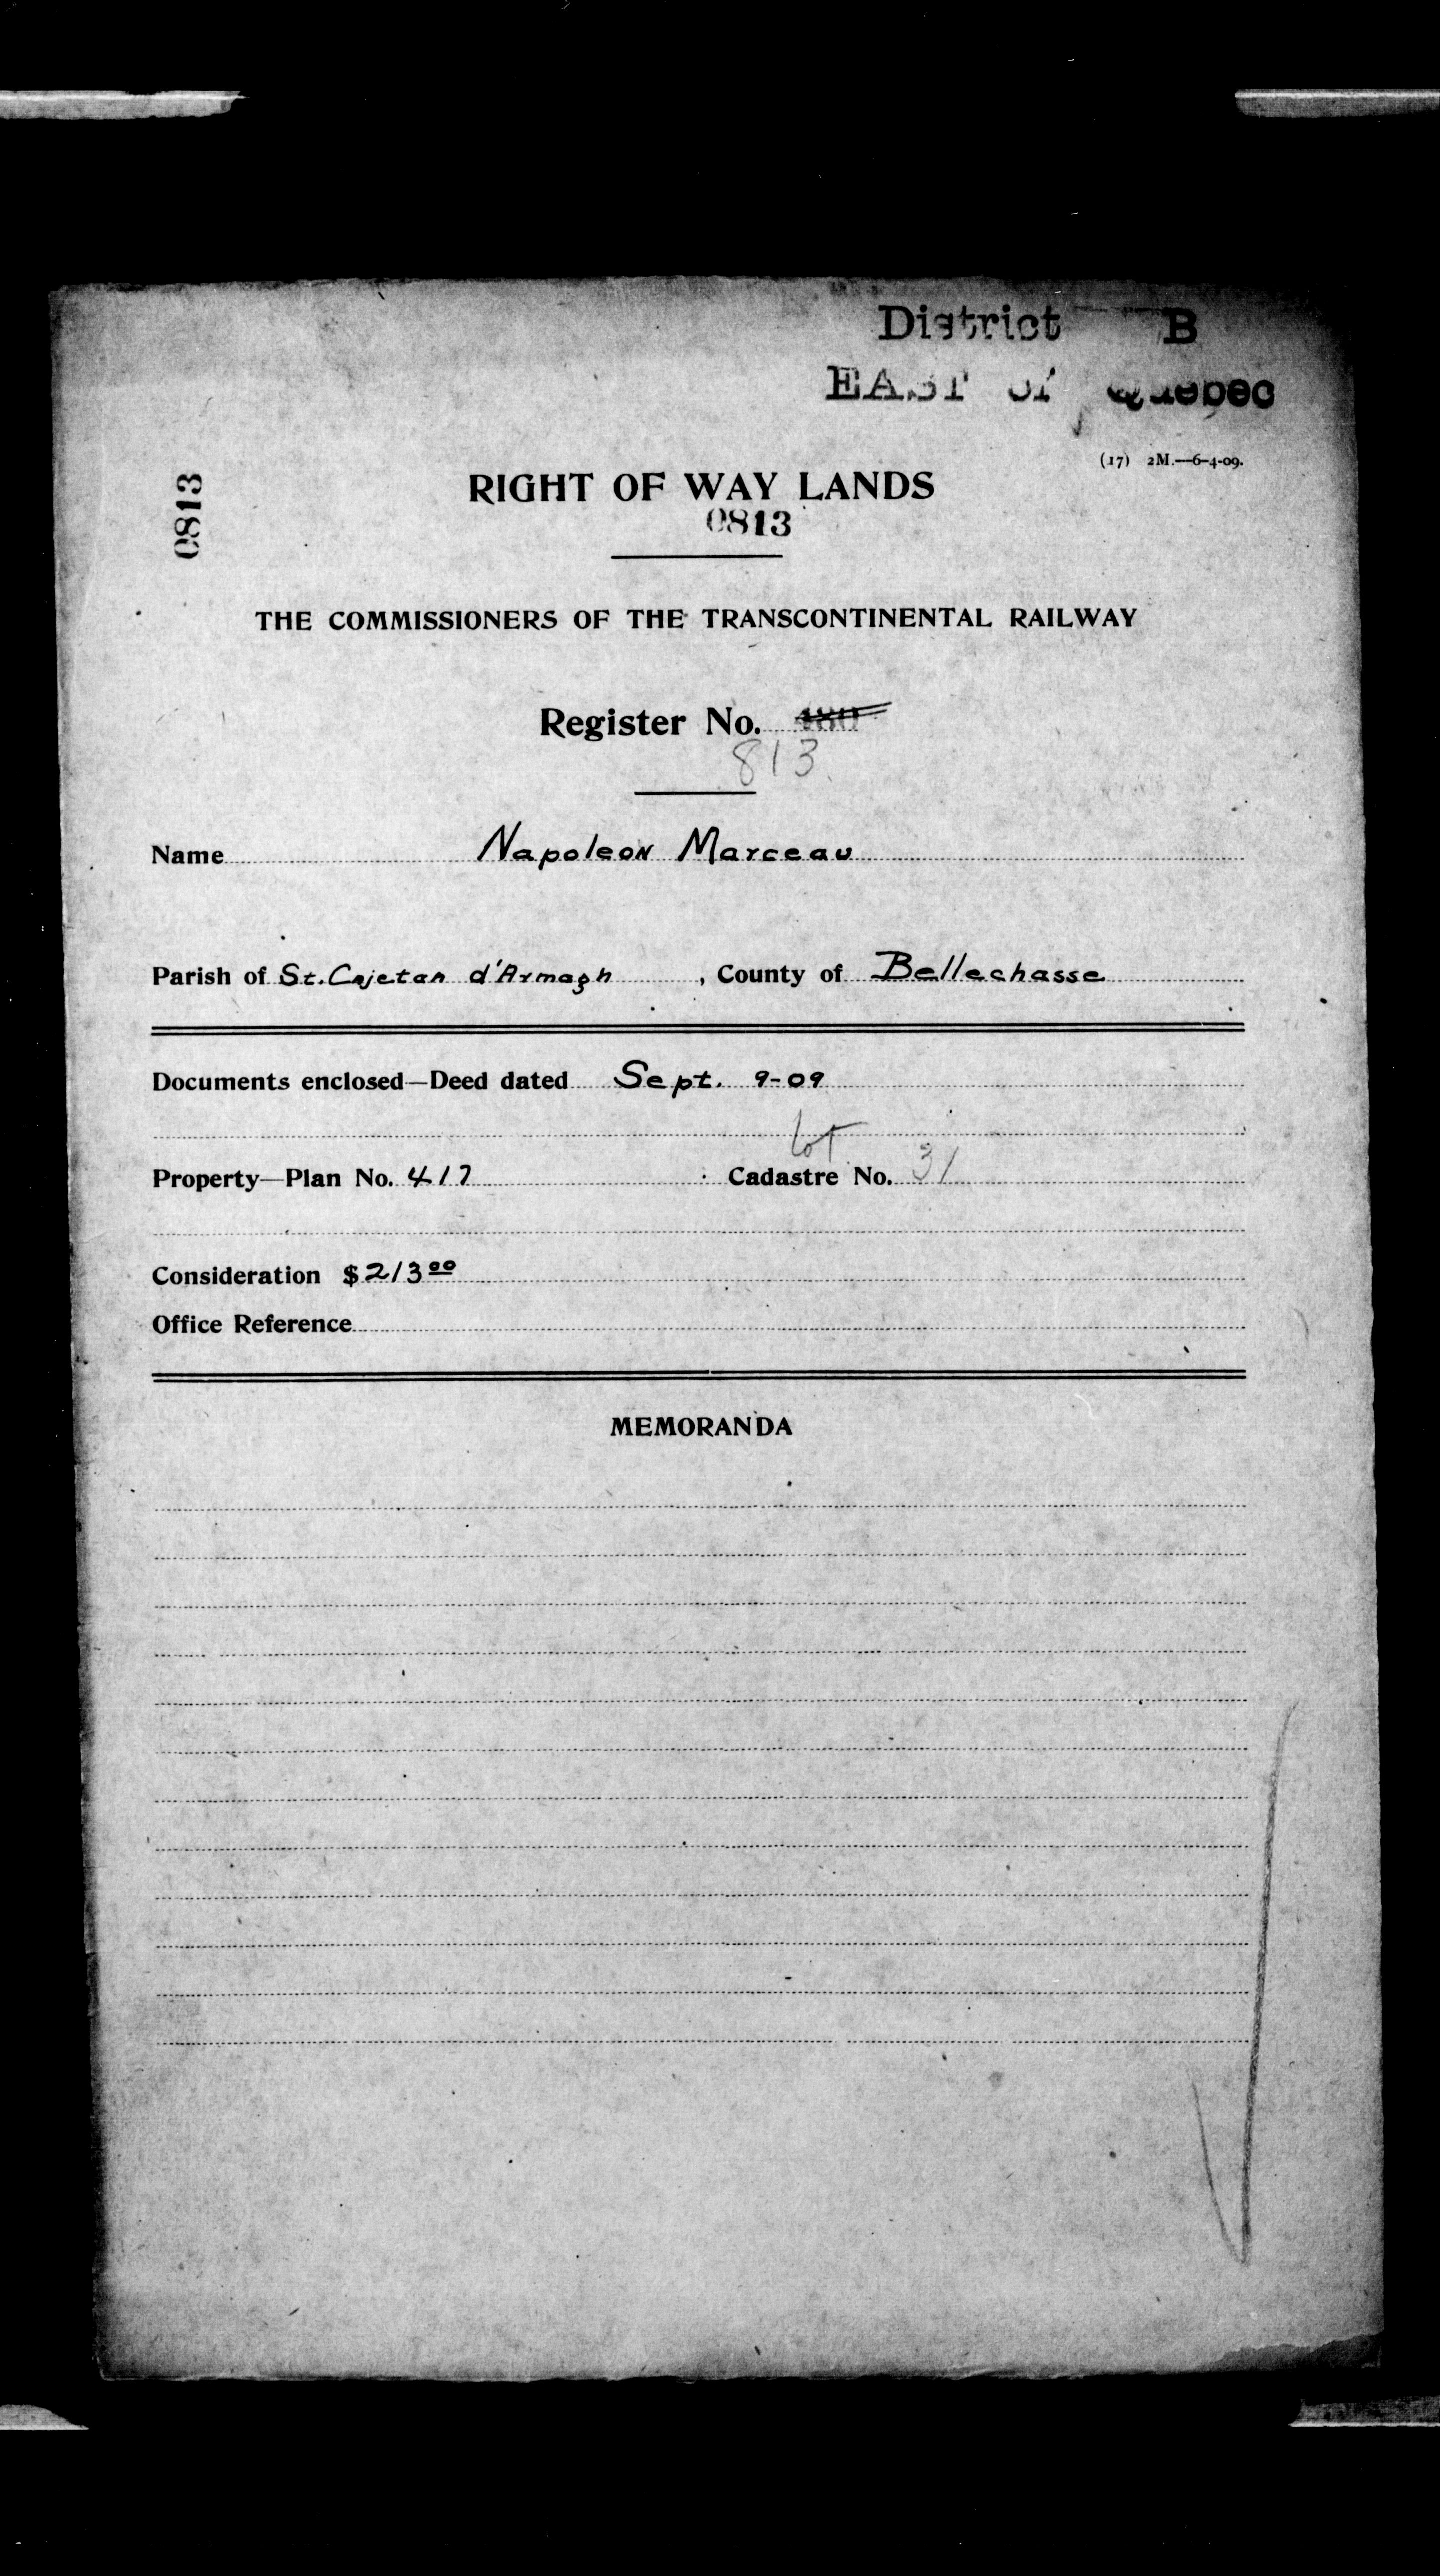 District B
EAST of Quebec
(17) 2M.—6-4-09.
0813
RIGHT OF WAY LANDS
0813
THE COMMISSIONERS OF THE TRANSCONTINENTAL RAILWAY
Register No. 480
813
Name Napoleon Marceau
Parish of St. Cajetan d'Armagh, County of Bellechasse
Documents enclosed—Deed dated Sept. 9-09
Lot
Property—Plan No. 417 Cadastre No. 31
Consideration $213 00
Office Reference
MEMORANDA